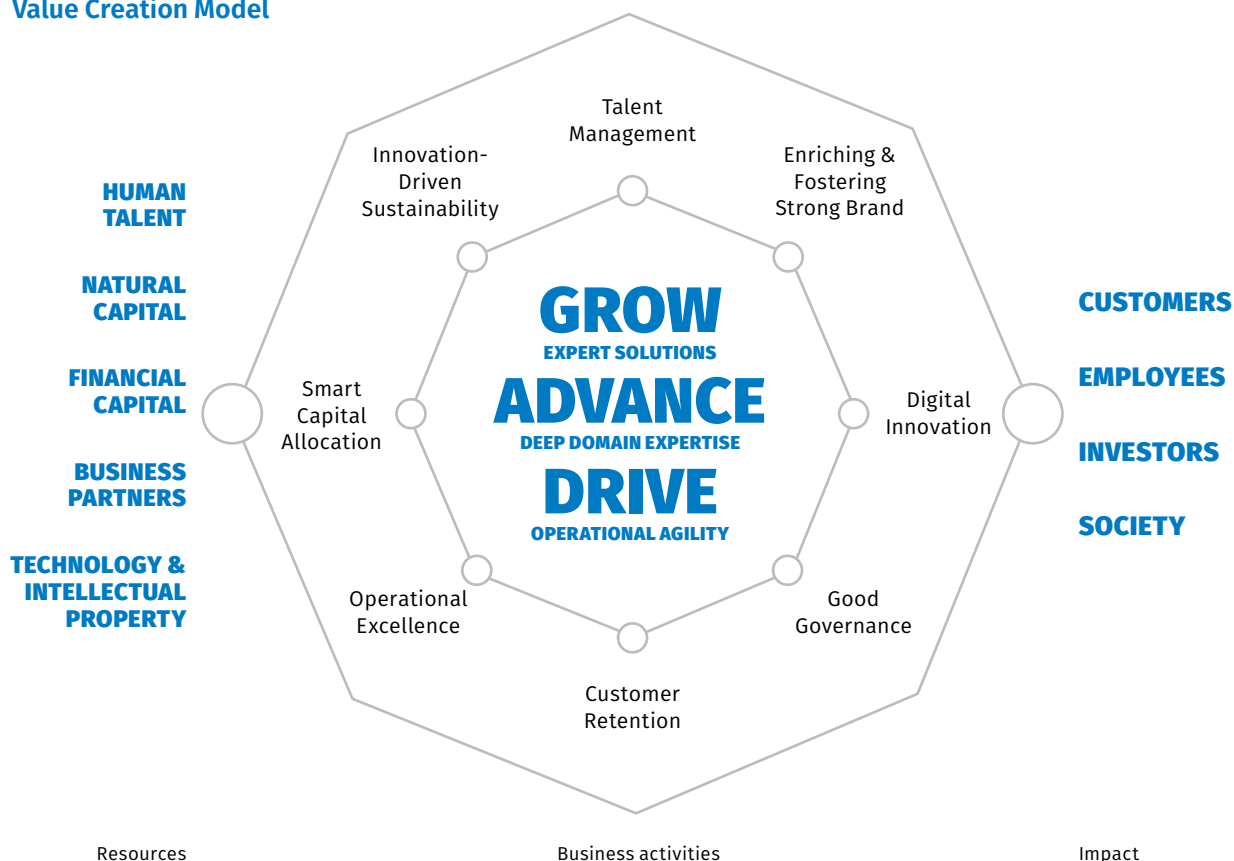 Value Creation Model
HUMAN
TALENT
NATURAL
CAPITAL
FINANCIAL
CAPITAL
BUSINESS
PARTNERS
TECHNOLOGY &
INTELLECTUAL
PROPERTY
Resources
Talent
Management
Innovation-
Driven
Sustainability
Enriching &
Fostering
Strong Brand
Smart
Capital
Allocation
GROW
EXPERT SOLUTIONS
ADVANCE
DEEP DOMAIN EXPERTISE
DRIVE
OPERATIONAL AGILITY
Digital
Innovation
Operational
Excellence
Good
Governance
Customer
Retention
Business activities
CUSTOMERS
EMPLOYEES
INVESTORS
SOCIETY
Impact